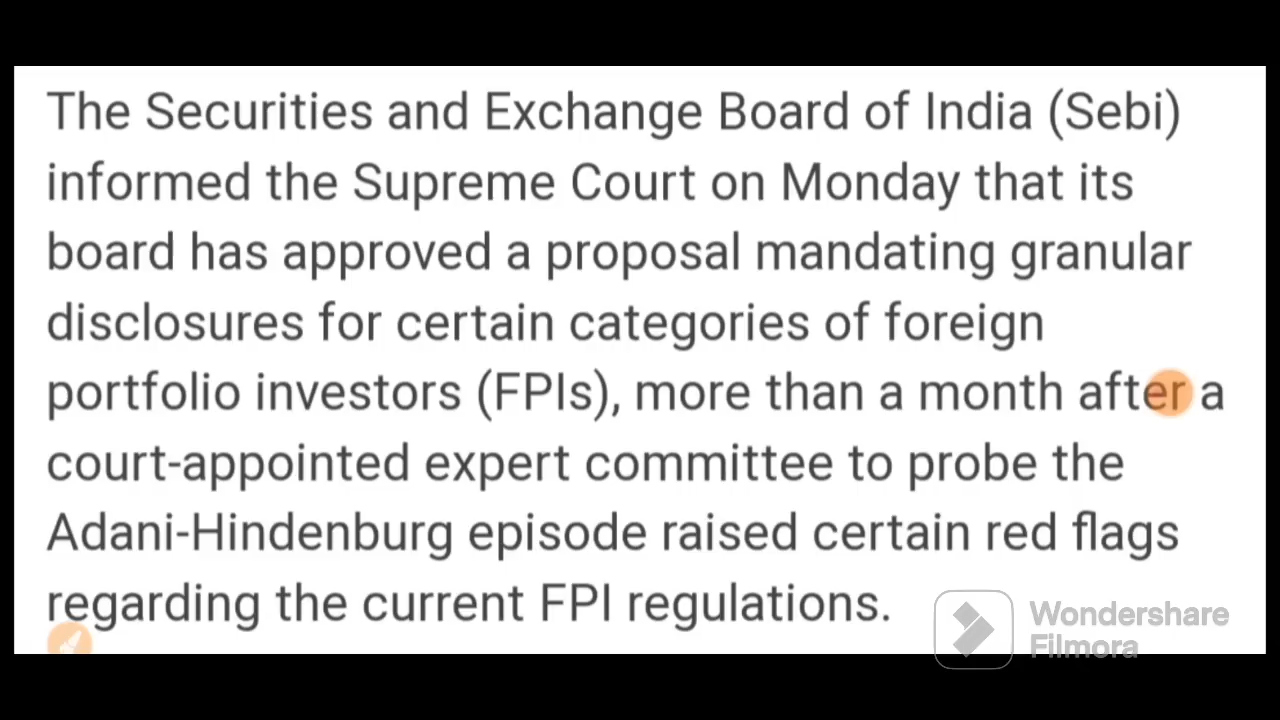 The Securities and Exchange Board of India (Sebi)
informed the Supreme Court on Monday that its
board has approved a proposal mandating granular
disclosures for certain categories of foreign
portfolio investors (FPIs), more than a month after a
court-appointed expert committee to probe the
Adani-Hindenburg episode raised certain red flags
regarding the current FPI regulations.
Wondershare
Filmora